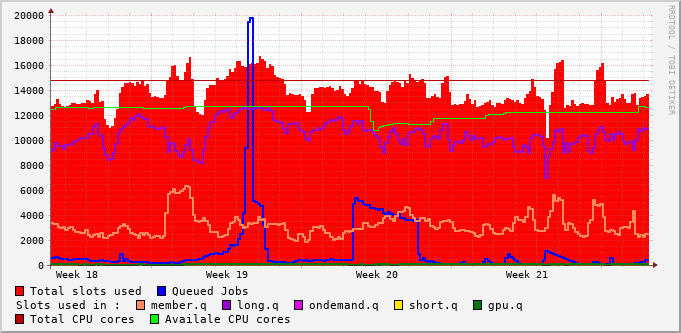 20000
18000
16000
14000
12000
10000
8000
6000
4000
2000
0
Week 18 Week 19 Week 20 Week 21
Total slots used Queued Jobs
Slots used in : member.q long.q ondemand.q short.q gpu.q
Total CPU cores Availale CPU cores
RRDTOOL / TOBI OETIKER